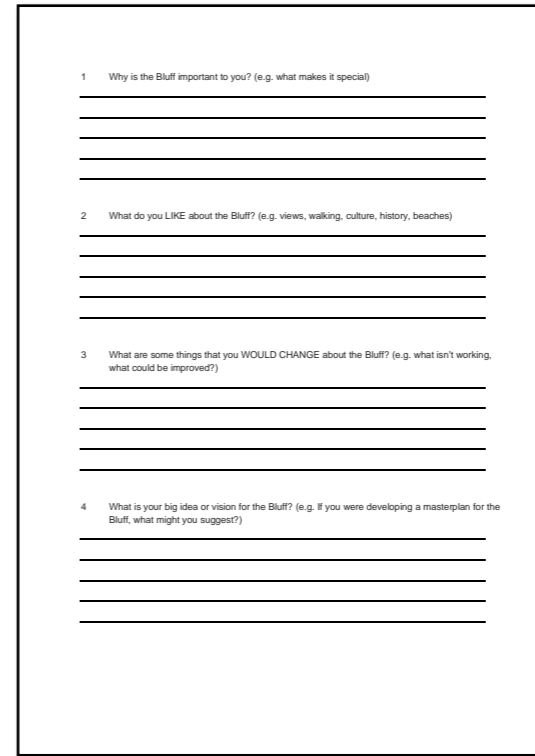 1 Why is the Bluff important to you? (e.g. what makes it special)
2 What do you LIKE about the Bluff? (e.g. views, walking, culture, history, beaches)
3 What are some things that you WOULD CHANGE about the Bluff? (e.g. what isn't working,
what could be improved?)
4 What is your big idea or vision for the Bluff? (e.g. If you were developing a masterplan for the
Bluff, what might you suggest?)